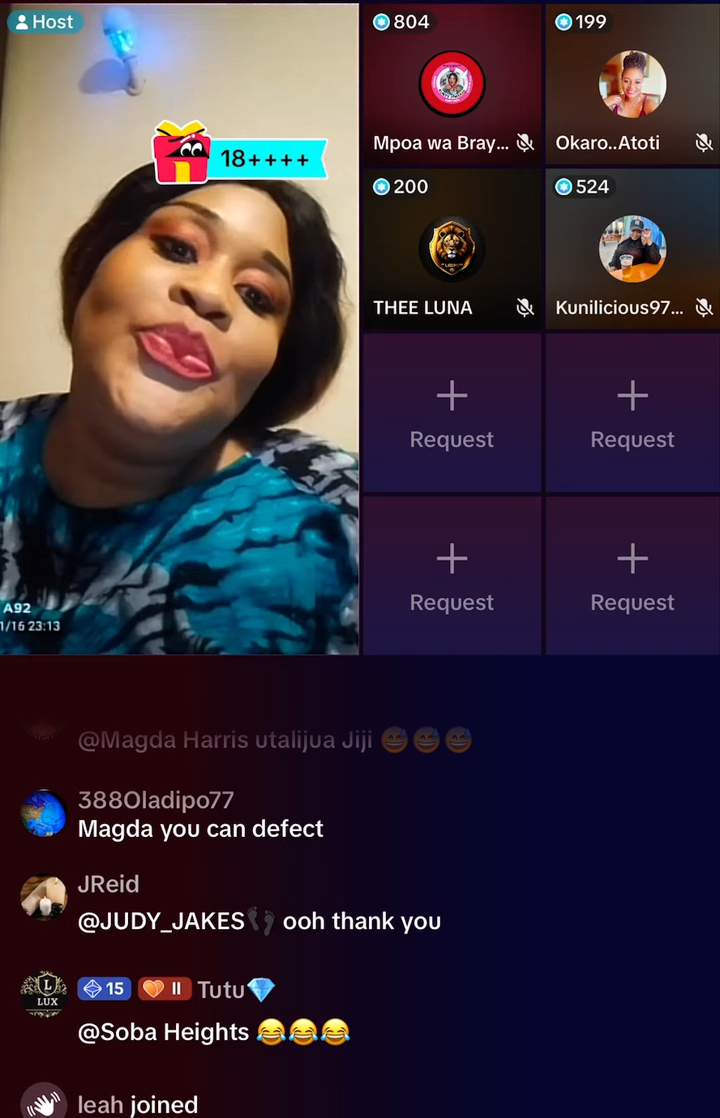 Host
18++++
A92
1/16 23:13
804
Mpoa wa Bray...
199
Okaro..Atoti
200
THEE LUNA
524
Kunilicious97...
Request
Request
Request
Request
@Magda Harris utalijua Jiji 😅😅😅
388Oladipo77
Magda you can defect
JReid
@JUDY_JAKES👣 ooh thank you
L
LUX
15 II Tutu💎
@Soba Heights 😂😂😂
leah joined